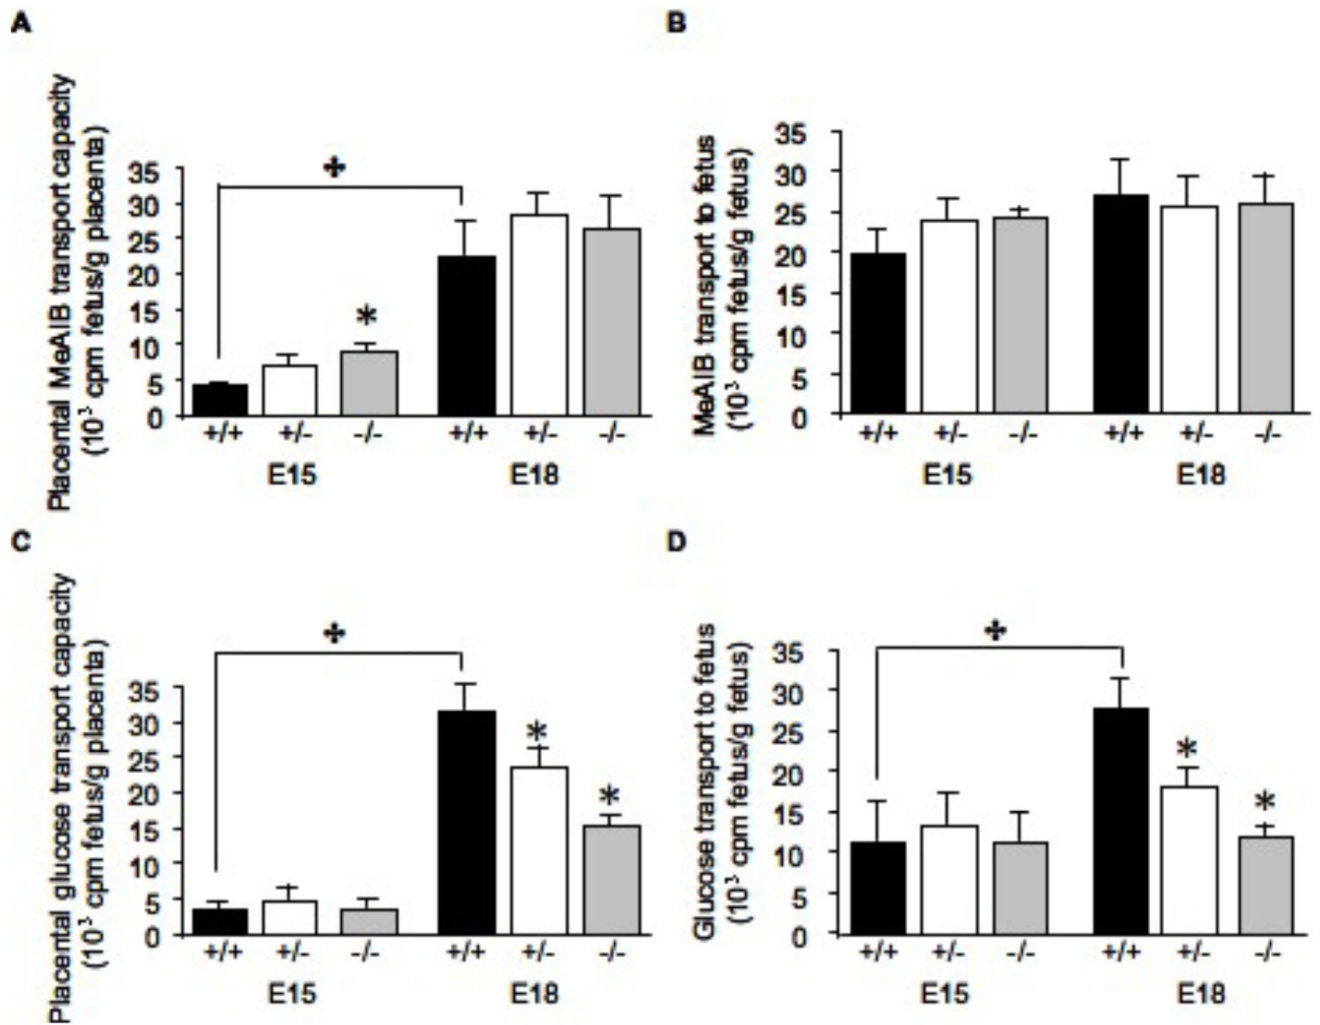 A
Placental MeAIB transport capacity
(10³ cpm fetus/g placenta)
35
30
25
20
15
10
5
0
✣
*
+/+ +/- -/- +/+ +/- -/-
E15 E18
B
MeAIB transport to fetus
(10³ cpm fetus/g fetus)
35
30
25
20
15
10
5
0
+/+ +/- -/- +/+ +/- -/-
E15 E18
C
Placental glucose transport capacity
(10³ cpm fetus/g placenta)
35
30
25
20
15
10
5
0
✣
*
*
+/+ +/- -/- +/+ +/- -/-
E15 E18
D
Glucose transport to fetus
(10³ cpm fetus/g fetus)
35
30
25
20
15
10
5
0
✣
*
*
+/+ +/- -/- +/+ +/- -/-
E15 E18